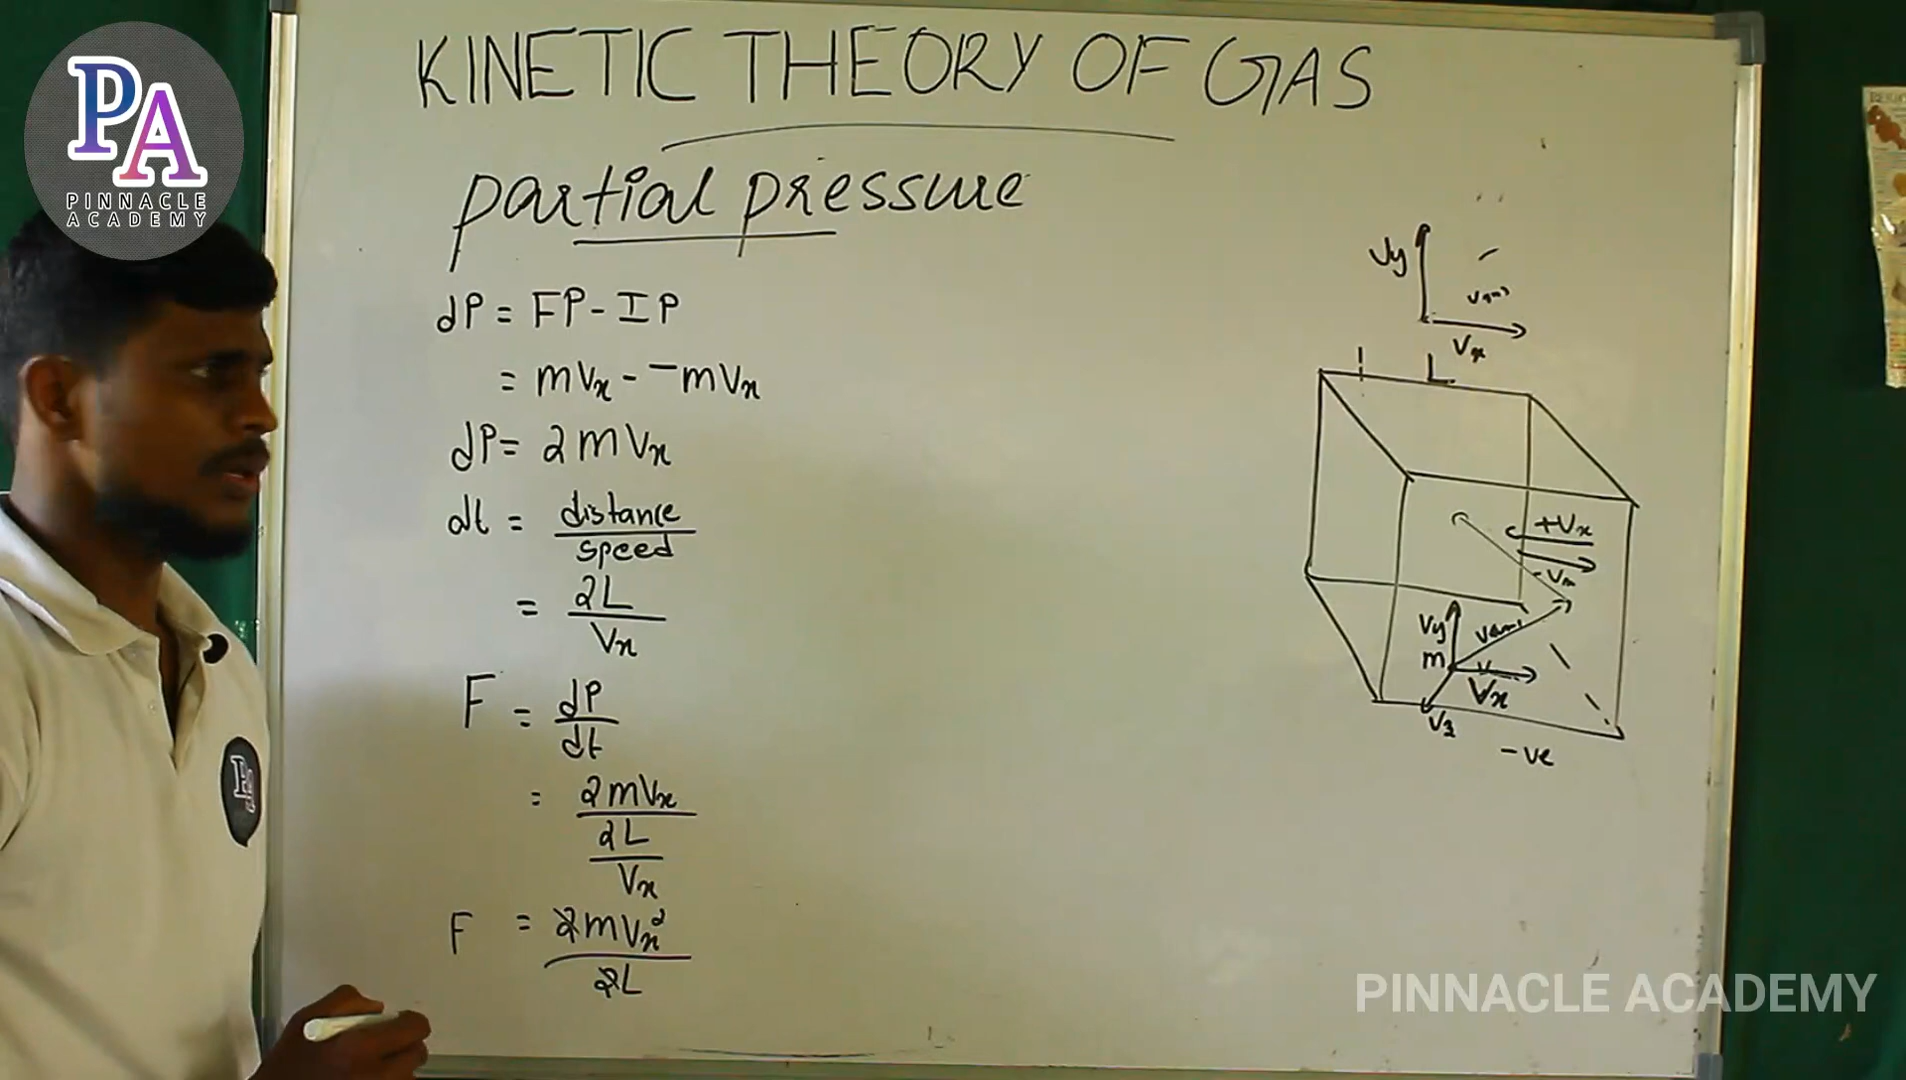 PA
PINNACLE
ACADEMY
KINETIC THEORY OF GAS
partial pressure
dP = FP - IP
= mVx - -mVx
dP = 2mVx
dt = distance
speed
= 2L
Vx
F = dP
dt
= 2mVx
2L
Vx
F = 2mVx²
2L
Vy
Vx
L
+Vx
Vy
m
Vx
Vz
-ve
PINNACLE ACADEMY